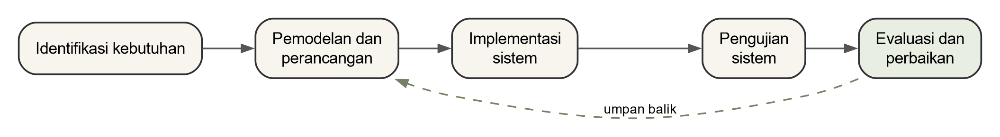 Identifikasi kebutuhan
Pemodelan dan
perancangan
Implementasi
sistem
Pengujian
sistem
Evaluasi dan
perbaikan
umpan balik